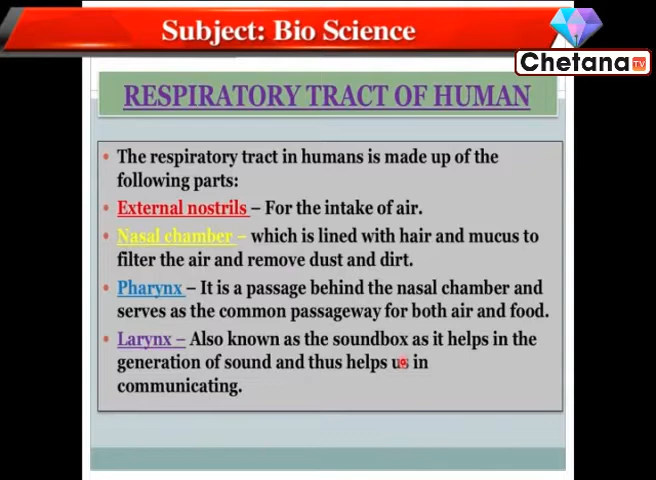 Subject: Bio Science
Chetana TV
RESPIRATORY TRACT OF HUMAN
• The respiratory tract in humans is made up of the
following parts:
• External nostrils – For the intake of air.
• Nasal chamber – which is lined with hair and mucus to
filter the air and remove dust and dirt.
• Pharynx – It is a passage behind the nasal chamber and
serves as the common passageway for both air and food.
• Larynx – Also known as the soundbox as it helps in the
generation of sound and thus helps us in
communicating.